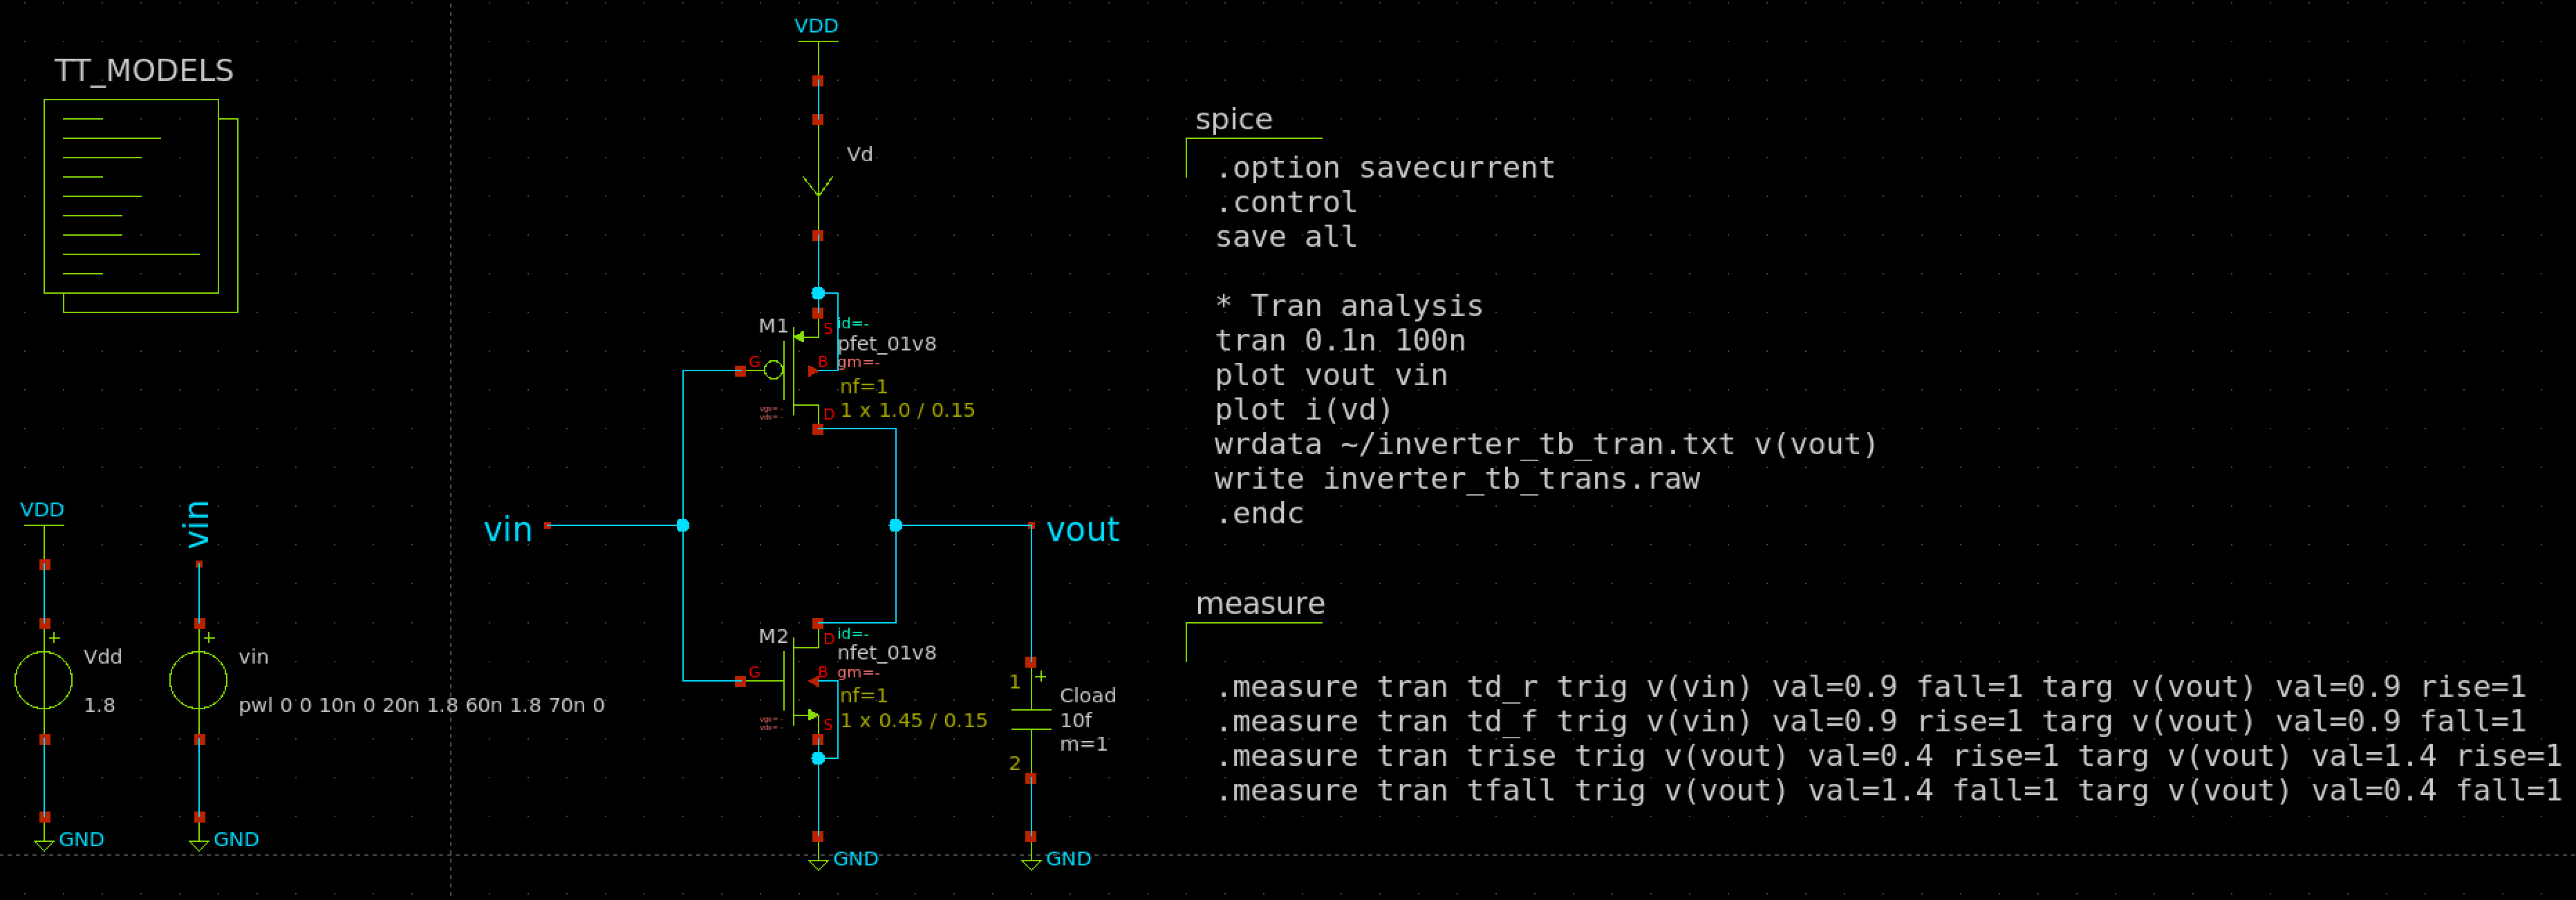 TT_MODELS
VDD
Vd
M1
S
id=-
pfet_01v8
G
B
gm=-
nf=1
D
1 x 1.0 / 0.15
VDD
vin
+
Vdd
1.8
GND
+
vin
pwl 0 0 10n 0 20n 1.8 60n 1.8 70n 0
GND
vin
vout
M2
D
id=-
nfet_01v8
G
B
gm=-
nf=1
S
1 x 0.45 / 0.15
GND
1
+
Cload
10f
m=1
2
GND
spice
.option savecurrent
.control
save all
* Tran analysis
tran 0.1n 100n
plot vout vin
plot i(vd)
wrdata ~/inverter_tb_tran.txt v(vout)
write inverter_tb_trans.raw
.endc
measure
.measure tran td_r trig v(vin) val=0.9 fall=1 targ v(vout) val=0.9 rise=1
.measure tran td_f trig v(vin) val=0.9 rise=1 targ v(vout) val=0.9 fall=1
.measure tran trise trig v(vout) val=0.4 rise=1 targ v(vout) val=1.4 rise=1
.measure tran tfall trig v(vout) val=1.4 fall=1 targ v(vout) val=0.4 fall=1